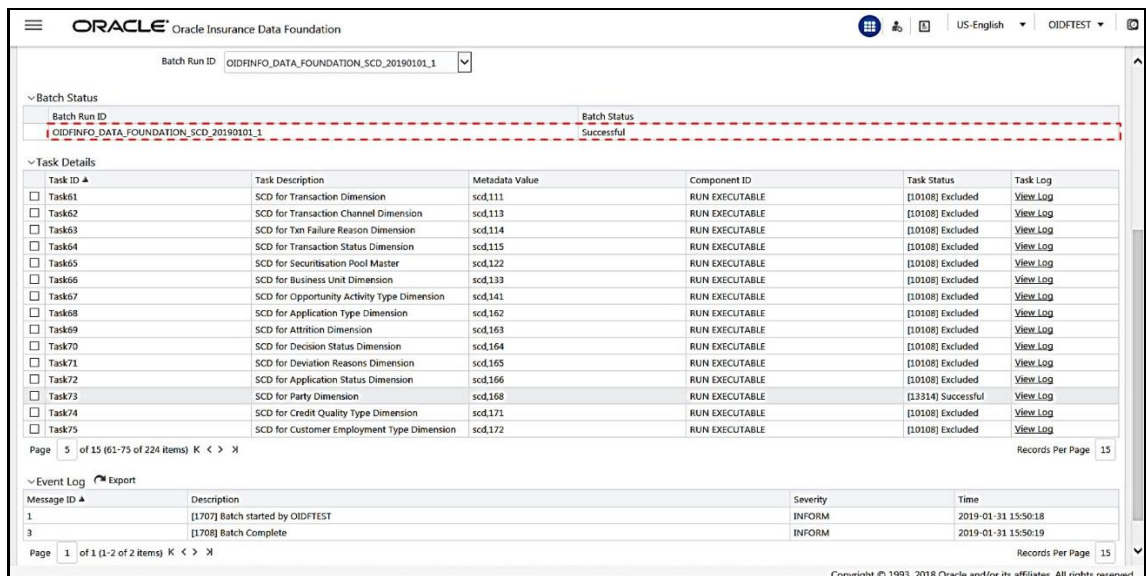 ORACLE Oracle Insurance Data Foundation US-English OIDFTEST
Batch Run ID OIDFINFO_DATA_FOUNDATION_SCD_20190101_1
Batch Status
Batch Run ID Batch Status
OIDFINFO_DATA_FOUNDATION_SCD_20190101_1 Successful
Task Details
Task ID Task Description Metadata Value Component ID Task Status Task Log
Task61 SCD for Transaction Dimension scd,111 RUN EXECUTABLE [10108] Excluded View Log
Task62 SCD for Transaction Channel Dimension scd,113 RUN EXECUTABLE [10108] Excluded View Log
Task63 SCD for Txn Failure Reason Dimension scd,114 RUN EXECUTABLE [10108] Excluded View Log
Task64 SCD for Transaction Status Dimension scd,115 RUN EXECUTABLE [10108] Excluded View Log
Task65 SCD for Securitisation Pool Master scd,122 RUN EXECUTABLE [10108] Excluded View Log
Task66 SCD for Business Unit Dimension scd,133 RUN EXECUTABLE [10108] Excluded View Log
Task67 SCD for Opportunity Activity Type Dimension scd,141 RUN EXECUTABLE [10108] Excluded View Log
Task68 SCD for Application Type Dimension scd,162 RUN EXECUTABLE [10108] Excluded View Log
Task69 SCD for Attrition Dimension scd,163 RUN EXECUTABLE [10108] Excluded View Log
Task70 SCD for Decision Status Dimension scd,164 RUN EXECUTABLE [10108] Excluded View Log
Task71 SCD for Deviation Reasons Dimension scd,165 RUN EXECUTABLE [10108] Excluded View Log
Task72 SCD for Application Status Dimension scd,166 RUN EXECUTABLE [10108] Excluded View Log
Task73 SCD for Party Dimension scd,168 RUN EXECUTABLE [13314] Successful View Log
Task74 SCD for Credit Quality Type Dimension scd,171 RUN EXECUTABLE [10108] Excluded View Log
Task75 SCD for Customer Employment Type Dimension scd,172 RUN EXECUTABLE [10108] Excluded View Log
Page 5 of 15 (61-75 of 224 items) Records Per Page 15
Event Log Export
Message ID Description Severity Time
1 [1707] Batch started by OIDFTEST INFORM 2019-01-31 15:50:18
3 [1708] Batch Complete INFORM 2019-01-31 15:50:19
Page 1 of 1 (1-2 of 2 items) Records Per Page 15
Copyright © 1993, 2018 Oracle and/or its affiliates. All rights reserved